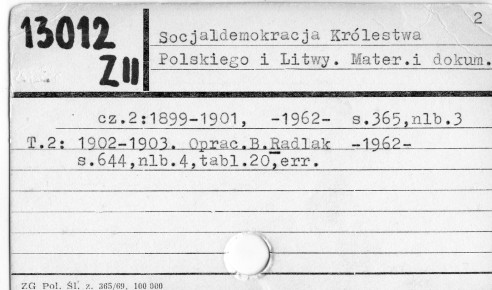 2
13012
ZII
Socjaldemokracja Królestwa
Polskiego i Litwy. Mater.i dokum.
cz.2:1899-1901, -1962- s.365,nlb.3
T.2: 1902-1903. Oprac.B.Radlak -1962-
s.644,nlb.4,tabl.20,err.
ZG Pol. Śl. z. 365/69. 100 000